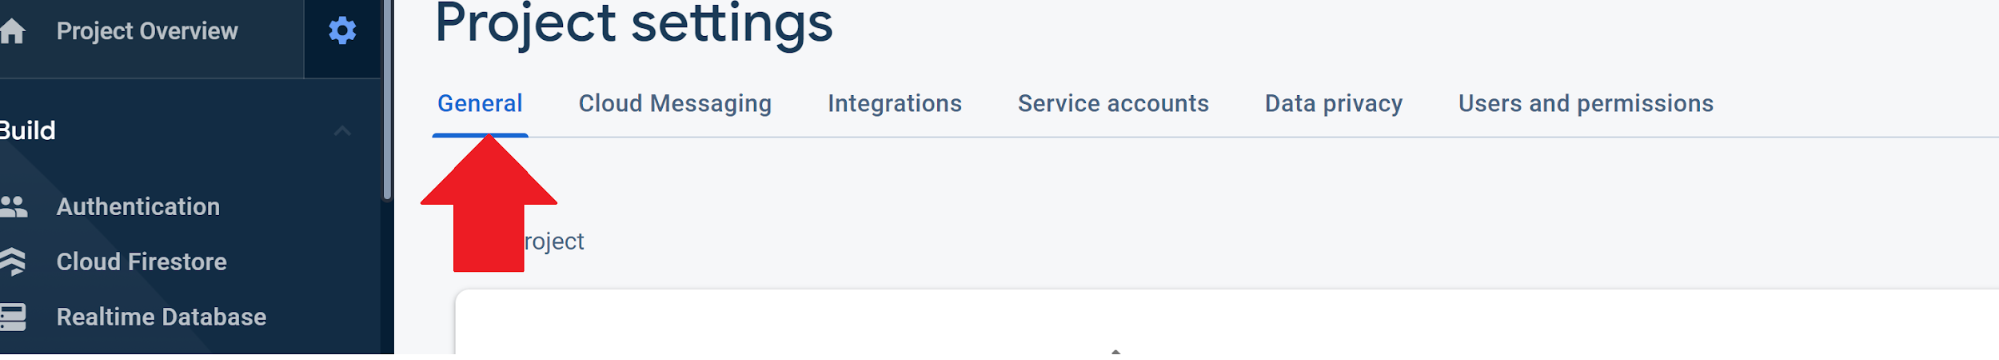 Project Overview
Build
Authentication
Cloud Firestore
Realtime Database
Project settings
General Cloud Messaging Integrations Service accounts Data privacy Users and permissions
roject